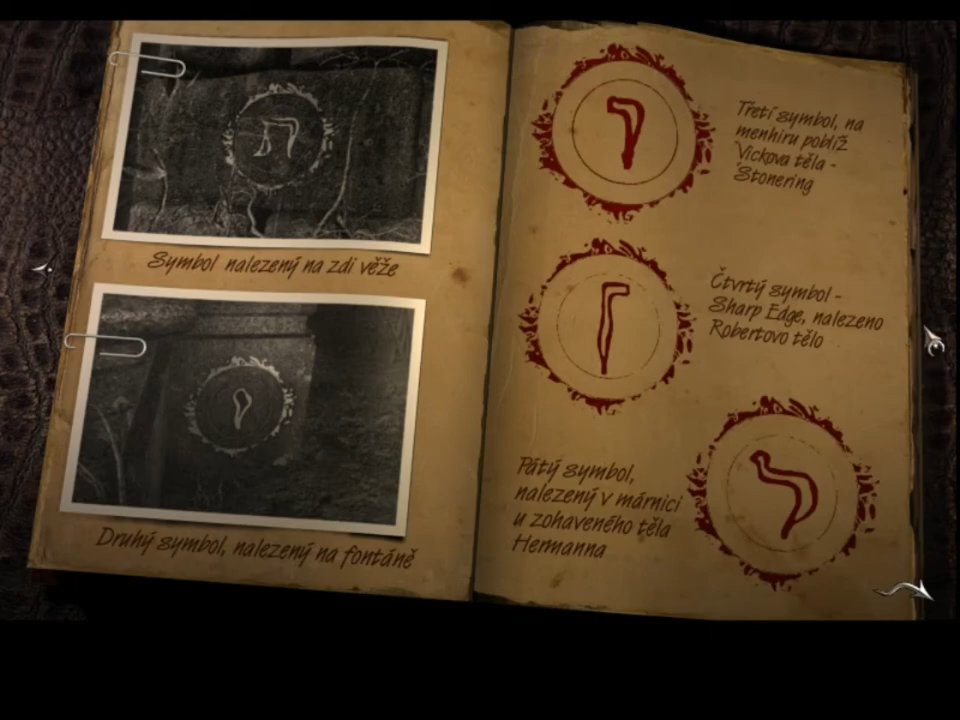 Symbol nalezený na zdi věže
Druhý symbol, nalezený na fontáně
Třetí symbol, na
menhiru poblíž
Vickova těla -
Stonering
Čtvrtý symbol -
Sharp Edge, nalezeno
Robertovo tělo
Pátý symbol,
nalezený v márnici
u zohaveného těla
Hermanna